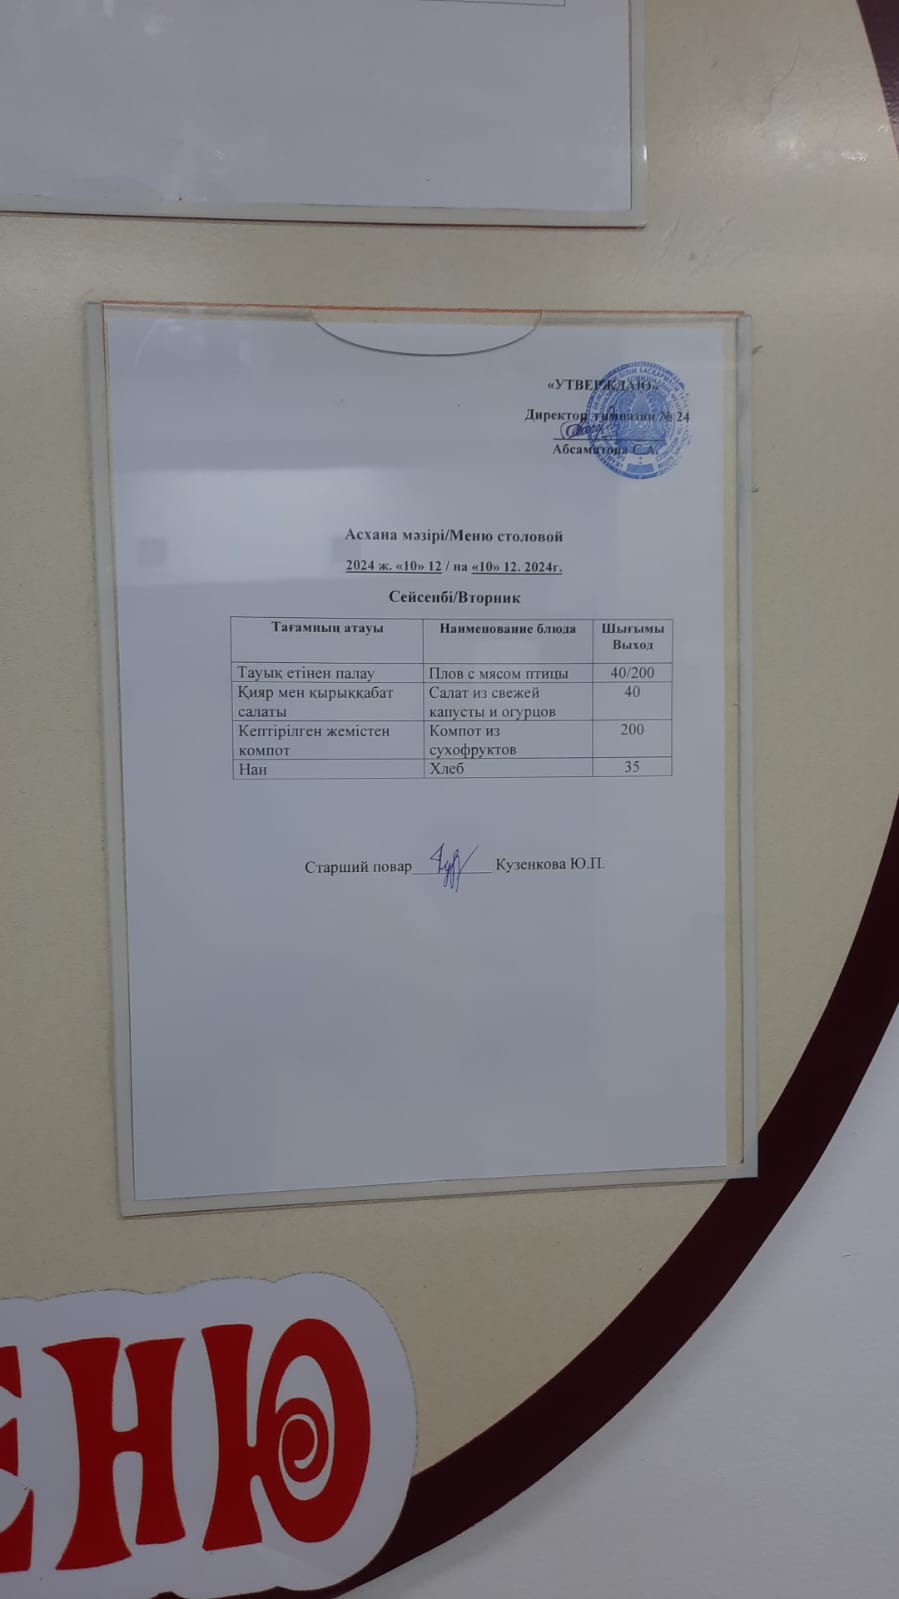 «УТВЕРЖДАЮ»
Директор гимназии № 24
Абсаматова С.А.
Асхана мәзірі/Меню столовой
2024 ж. «10» 12 / на «10» 12. 2024г.
Сейсенбі/Вторник
Тағамның атауы Наименование блюда Шығымы
Выход
Тауық етінен палау Плов с мясом птицы 40/200
Қияр мен қырыққабат Салат из свежей 40
салаты капусты и огурцов
Кептірілген жемістен Компот из 200
компот сухофруктов
Нан Хлеб 35
Старший повар Кузенкова Ю.П.
ЕНЮ